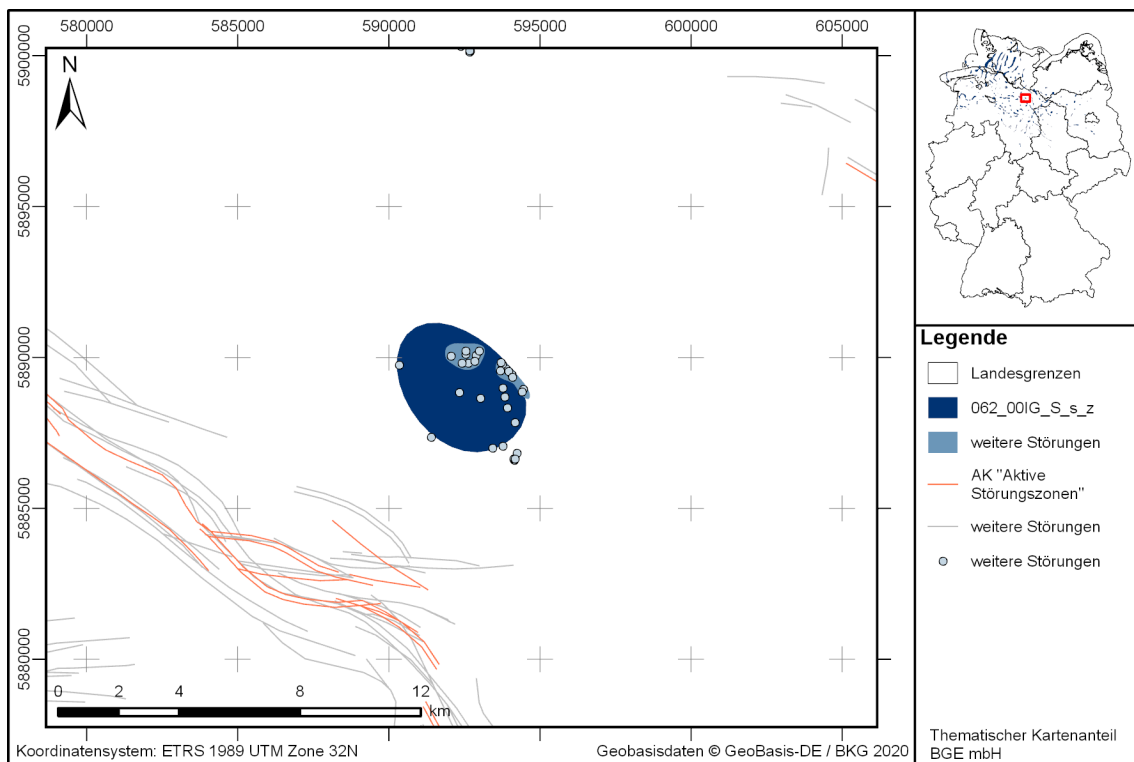 580000 585000 590000 595000 600000 605000
5900000
5895000
5890000
5885000
5880000
N
0 2 4 8 12
km
Koordinatensystem: ETRS 1989 UTM Zone 32N
Geobasisdaten © GeoBasis-DE / BKG 2020
Legende
Landesgrenzen
062_00IG_S_s_z
weitere Störungen
AK "Aktive
Störungszonen"
weitere Störungen
weitere Störungen
Thematischer Kartenanteil
BGE mbH